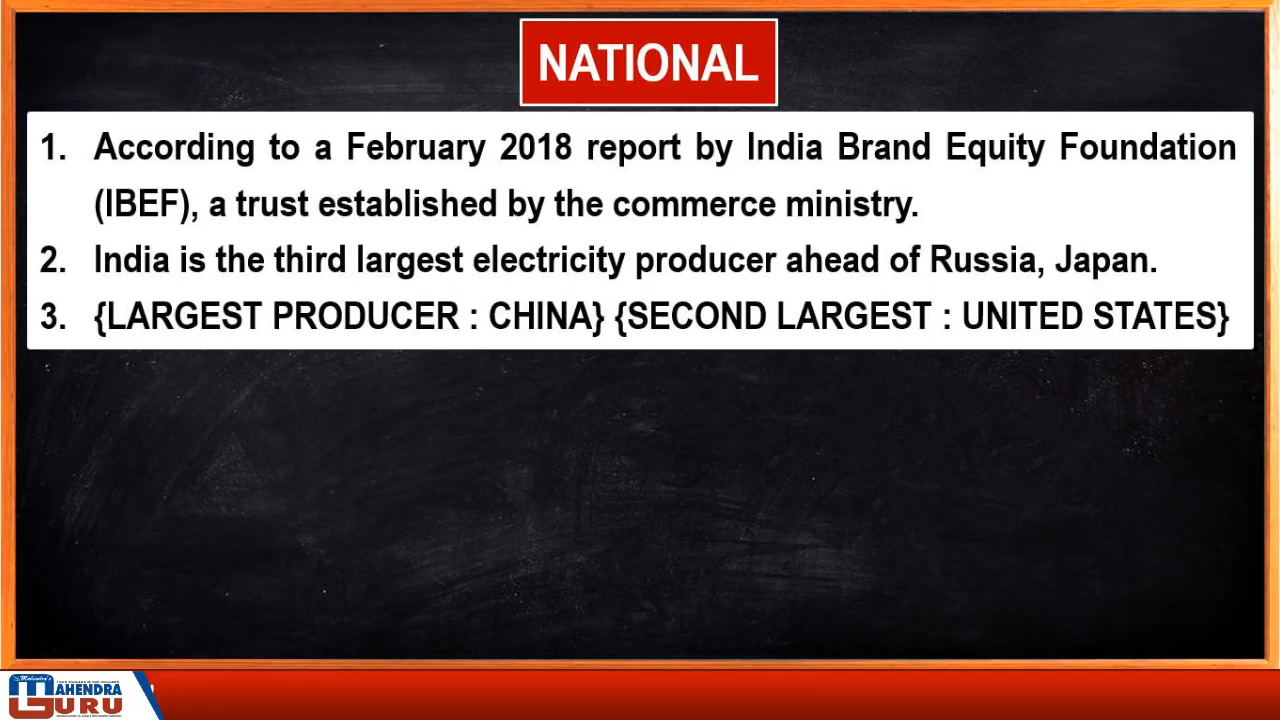 NATIONAL
1. According to a February 2018 report by India Brand Equity Foundation
(IBEF), a trust established by the commerce ministry.
2. India is the third largest electricity producer ahead of Russia, Japan.
3. {LARGEST PRODUCER : CHINA} {SECOND LARGEST : UNITED STATES}
Mahendra's
MAHENDRA
GURU